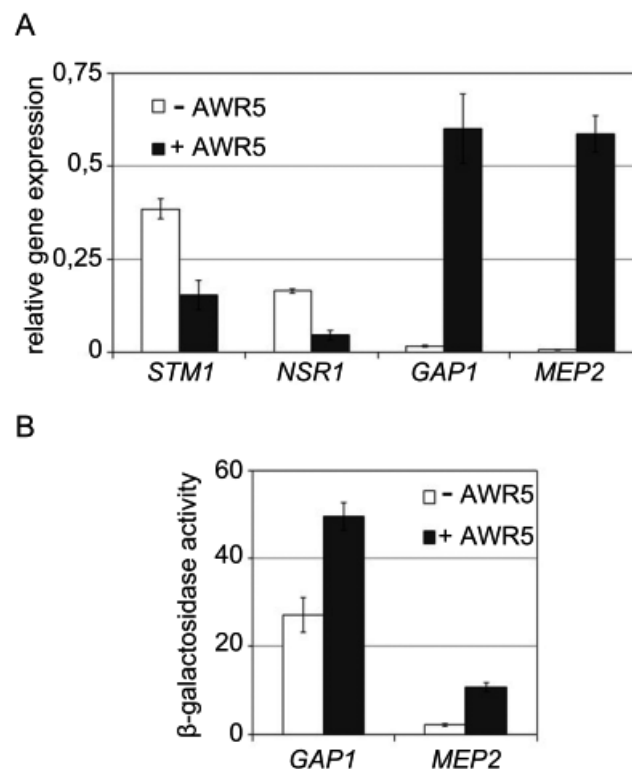 A
relative gene expression
0,75
0,5
0,25
0
- AWR5
+ AWR5
STM1 NSR1 GAP1 MEP2
B
β-galactosidase activity
60
40
20
0
- AWR5
+ AWR5
GAP1 MEP2